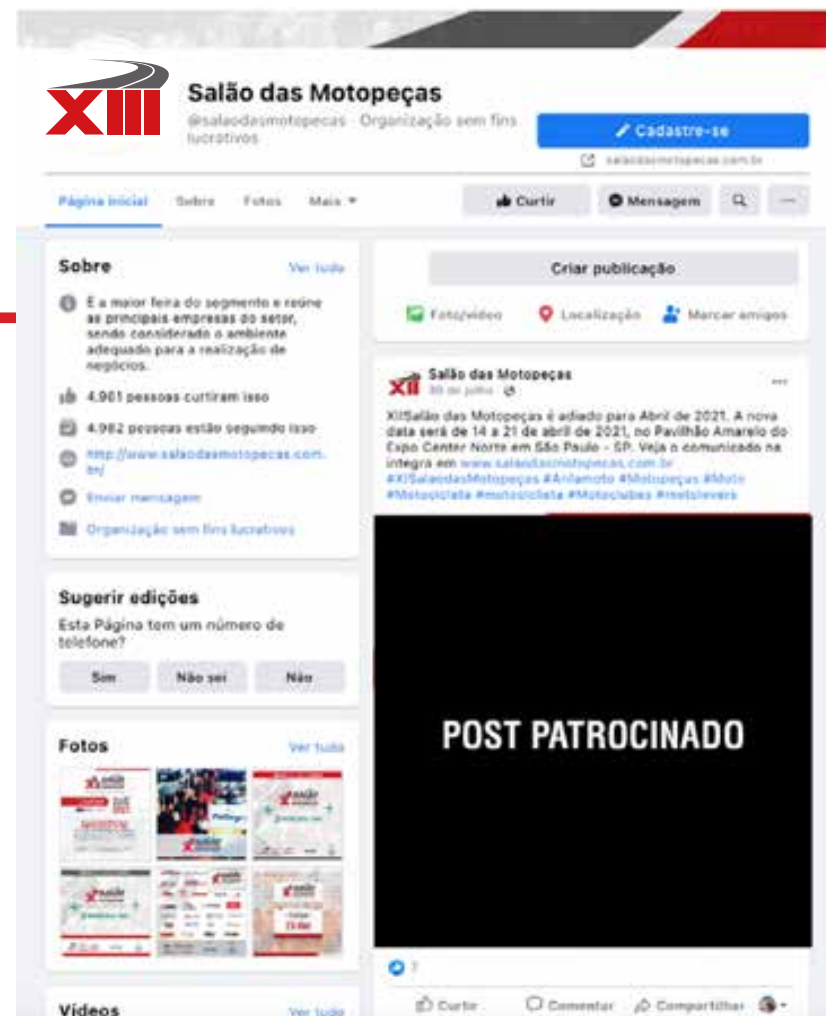 XIII
Salão das Motopeças
@salaodasmotopecas · Organização sem fins
lucrativos
Cadastre-se
salaodasmotopecas.com.br
Página inicial
Sobre
Fotos
Mais
Curtir
Mensagem
Sobre
Ver tudo
É a maior feira do segmento e reúne
as principais empresas do setor,
sendo considerado o ambiente
adequado para a realização de
negócios.
4.961 pessoas curtiram isso
4.982 pessoas estão seguindo isso
http://www.salaodasmotopecas.com.
br/
Enviar mensagem
Organização sem fins lucrativos
Sugerir edições
Esta Página tem um número de
telefone?
Sim
Não sei
Não
Fotos
Ver tudo
Vídeos
Ver tudo
Criar publicação
Foto/vídeo
Localização
Marcar amigos
XII
Salão das Motopeças
de julho
XIISalão das Motopeças é adiado para Abril de 2021. A nova
data será de 14 a 21 de abril de 2021, no Pavilhão Amarelo do
Expo Center Norte em São Paulo - SP. Veja o comunicado na
íntegra em www.salaodasmotopecas.com.br
#XIISalaodasMotopeças #Anfamoto #Motopeças #Moto
#Motociclista #motociclista #Motoclubes
POST PATROCINADO
7
Curtir
Comentar
Compartilhar